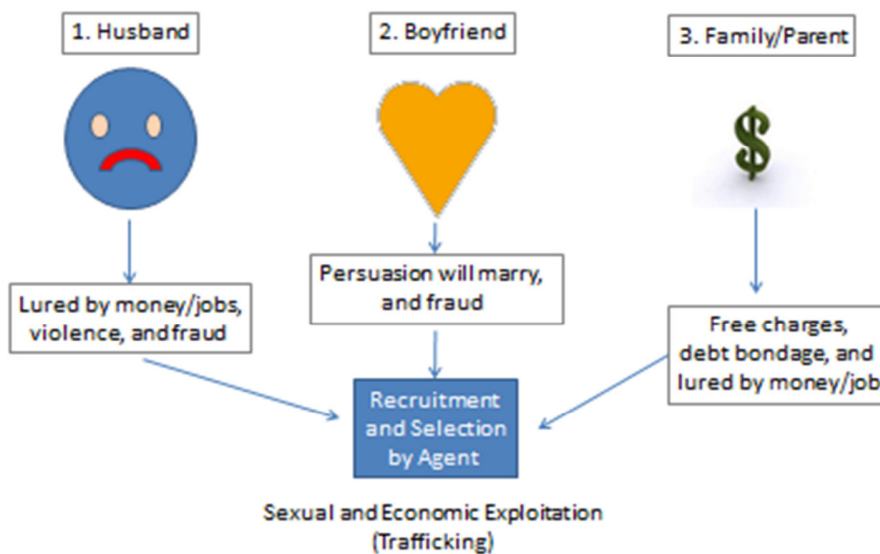 1. Husband
2. Boyfriend
3. Family/Parent
Lured by money/jobs,
violence, and fraud
Persuasion will marry,
and fraud
Free charges,
debt bondage, and
lured by money/job
Recruitment
and Selection
by Agent
Sexual and Economic Exploitation
(Trafficking)